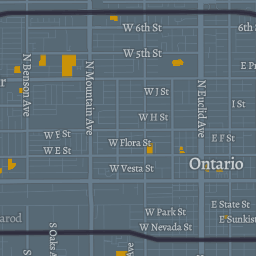 W 6th St
6th
W 5th St
N Benson Ave
N Mountain Ave
N Euclid Ave
E P
r
W J St
I St
W H St
W F St
E F St
W E St
W Flora St
Ontario
W Vesta St
E State St
W Park St
E Sunkist
arod
W Nevada St
S Oaks A
Ave